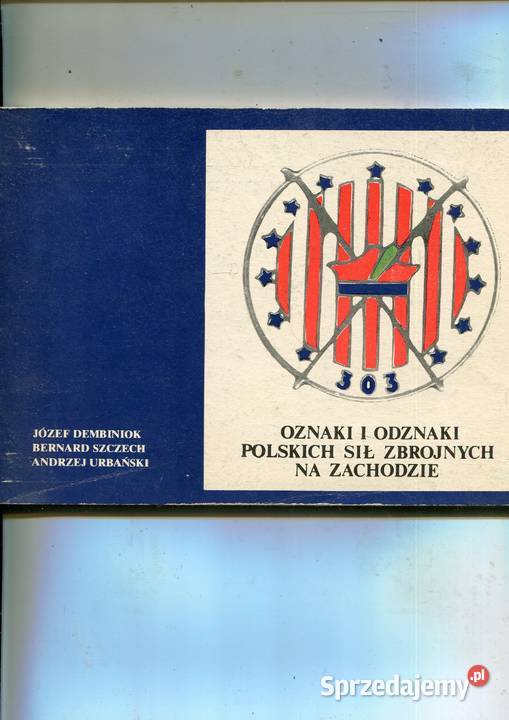 303
JÓZEF DEMBINIOK
BERNARD SZCZECH
ANDRZEJ URBAŃSKI
OZNAKI I ODZNAKI
POLSKICH SIŁ ZBROJNYCH
NA ZACHODZIE
Sprzedajemy.pl